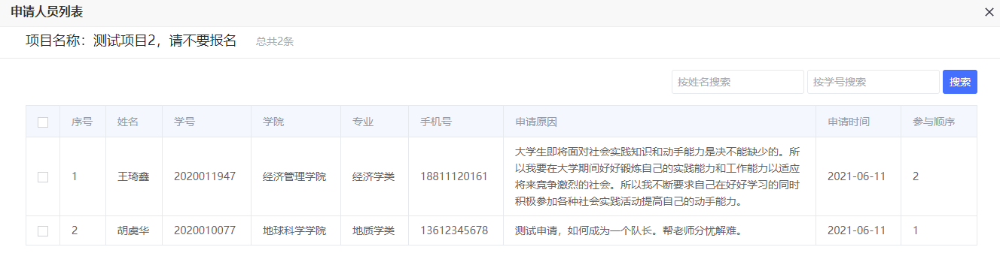 申请人员列表
项目名称：测试项目2，请不要报名 总共2条
按姓名搜索 按学号搜索 搜索
序号 姓名 学号 学院 专业 手机号 申请原因 申请时间 参与顺序
大学生即将面对社会实践知识和动手能力是决不能缺少的。所
以我要在大学期间好好锻炼自己的实践能力和工作能力以适应
1 王琦鑫 2020011947 经济管理学院 经济学类 18811120161 2021-06-11 2
将来竞争激烈的社会。所以我不断要求自己在好好学习的同时
积极参加各种社会实践活动提高自己的动手能力。
2 胡虞华 2020010077 地球科学学院 地质学类 13612345678 测试申请，如何成为一个队长。帮老师分忧解难。 2021-06-11 1